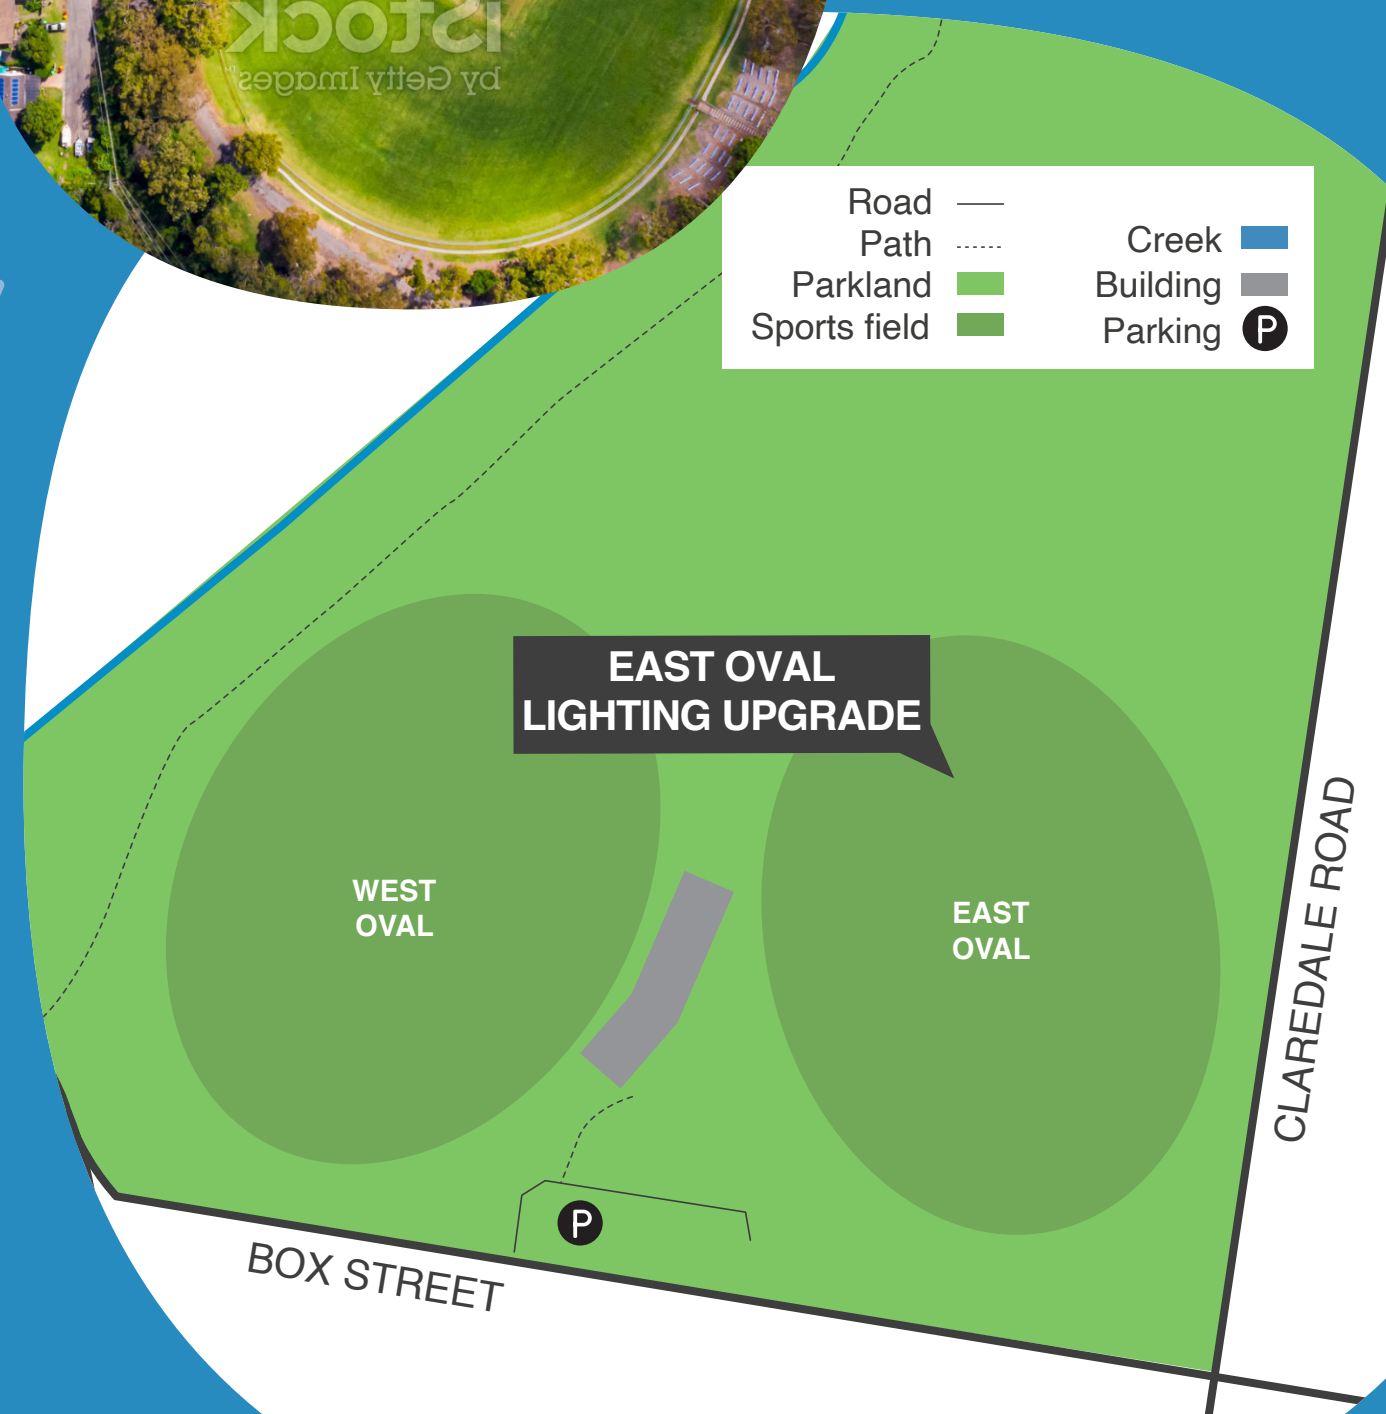 iStock
by Getty Images™
Road
Path
Parkland
Sports field
Creek
Building
Parking P
EAST OVAL
LIGHTING UPGRADE
WEST
OVAL
EAST
OVAL
CLAREDALE ROAD
P
BOX STREET